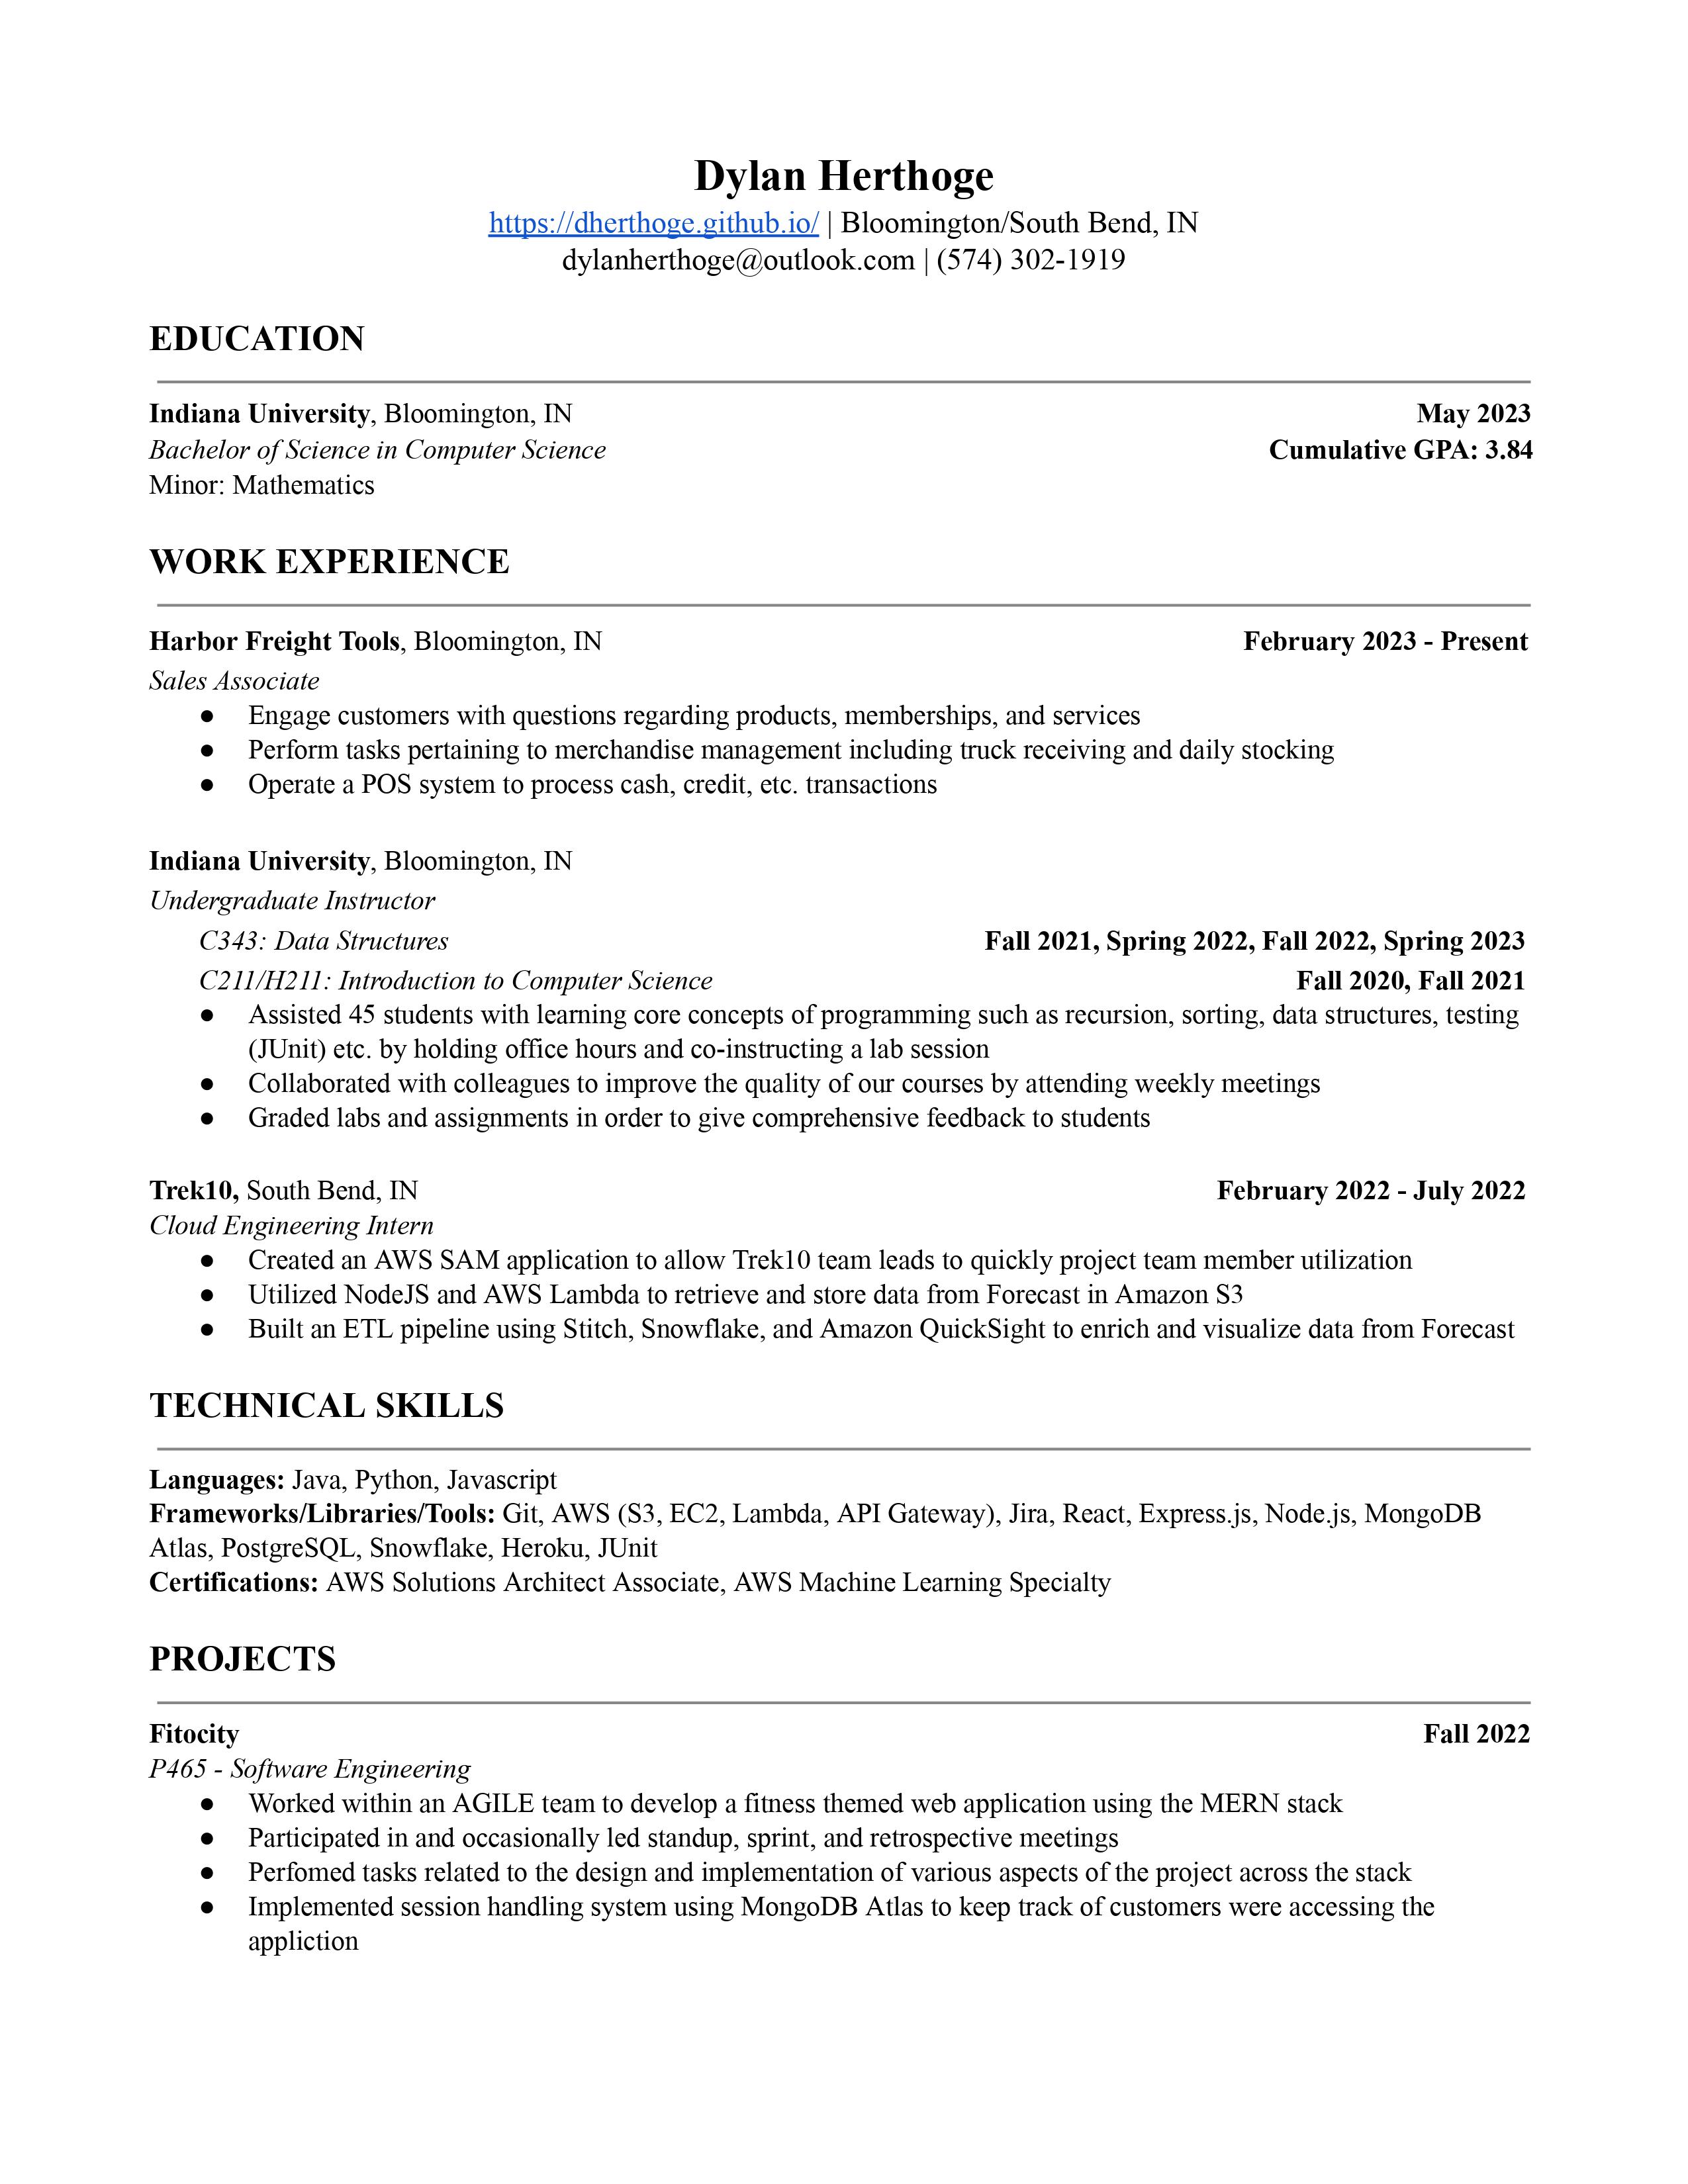 Dylan Herthoge
https://dherthoge.github.io/ | Bloomington/South Bend, IN
dylanherthoge@outlook.com | (574) 302-1919
EDUCATION
Indiana University, Bloomington, IN May 2023
Bachelor of Science in Computer Science Cumulative GPA: 3.84
Minor: Mathematics
WORK EXPERIENCE
Harbor Freight Tools, Bloomington, IN February 2023 - Present
Sales Associate
● Engage customers with questions regarding products, memberships, and services
● Perform tasks pertaining to merchandise management including truck receiving and daily stocking
● Operate a POS system to process cash, credit, etc. transactions
Indiana University, Bloomington, IN
Undergraduate Instructor
C343: Data Structures Fall 2021, Spring 2022, Fall 2022, Spring 2023
C211/H211: Introduction to Computer Science Fall 2020, Fall 2021
● Assisted 45 students with learning core concepts of programming such as recursion, sorting, data structures, testing
(JUnit) etc. by holding office hours and co-instructing a lab session
● Collaborated with colleagues to improve the quality of our courses by attending weekly meetings
● Graded labs and assignments in order to give comprehensive feedback to students
Trek10, South Bend, IN February 2022 - July 2022
Cloud Engineering Intern
● Created an AWS SAM application to allow Trek10 team leads to quickly project team member utilization
● Utilized NodeJS and AWS Lambda to retrieve and store data from Forecast in Amazon S3
● Built an ETL pipeline using Stitch, Snowflake, and Amazon QuickSight to enrich and visualize data from Forecast
TECHNICAL SKILLS
Languages: Java, Python, Javascript
Frameworks/Libraries/Tools: Git, AWS (S3, EC2, Lambda, API Gateway), Jira, React, Express.js, Node.js, MongoDB
Atlas, PostgreSQL, Snowflake, Heroku, JUnit
Certifications: AWS Solutions Architect Associate, AWS Machine Learning Specialty
PROJECTS
Fitocity Fall 2022
P465 - Software Engineering
● Worked within an AGILE team to develop a fitness themed web application using the MERN stack
● Participated in and occasionally led standup, sprint, and retrospective meetings
● Perfomed tasks related to the design and implementation of various aspects of the project across the stack
● Implemented session handling system using MongoDB Atlas to keep track of customers were accessing the
appliction